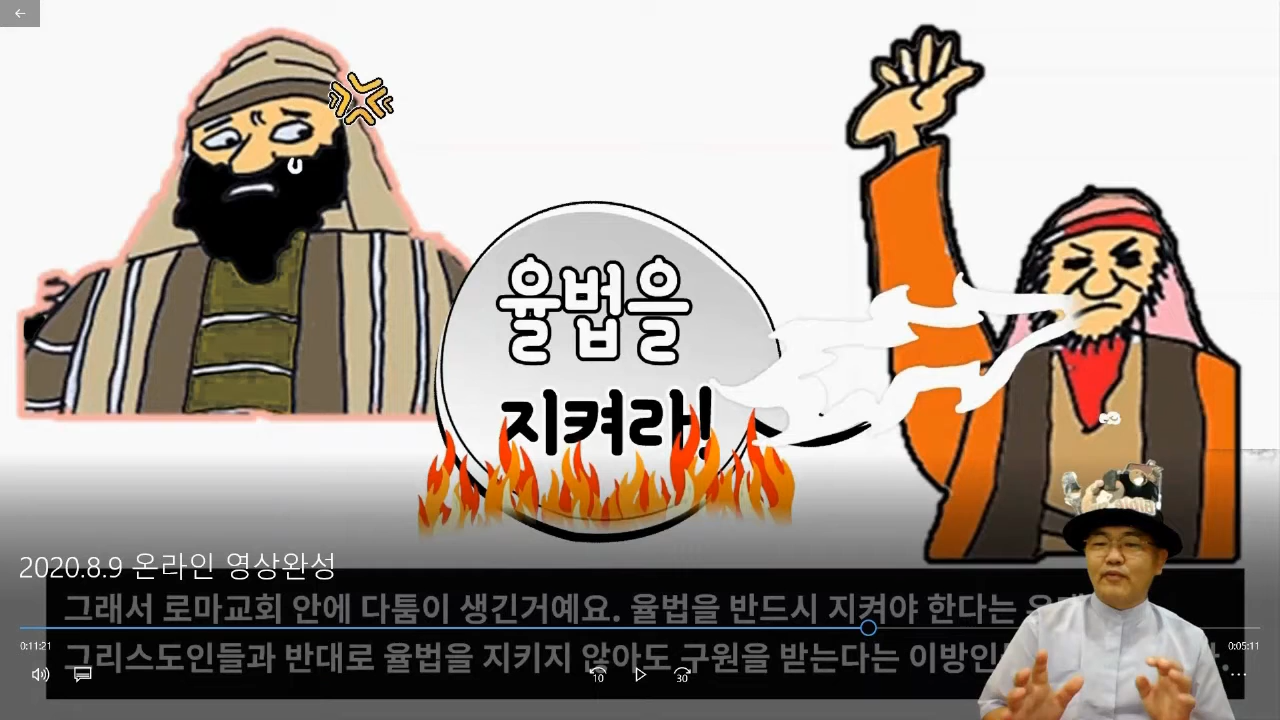 율법을
지켜라!
2020.8.9 온라인 영상완성
그래서 로마교회 안에 다툼이 생긴거예요. 율법을 반드시 지켜야 한다는
0:11:21
0:05:11
그리스도인들과 반대로 율법을 지키지 않아도 구원을 받는다는
10
30